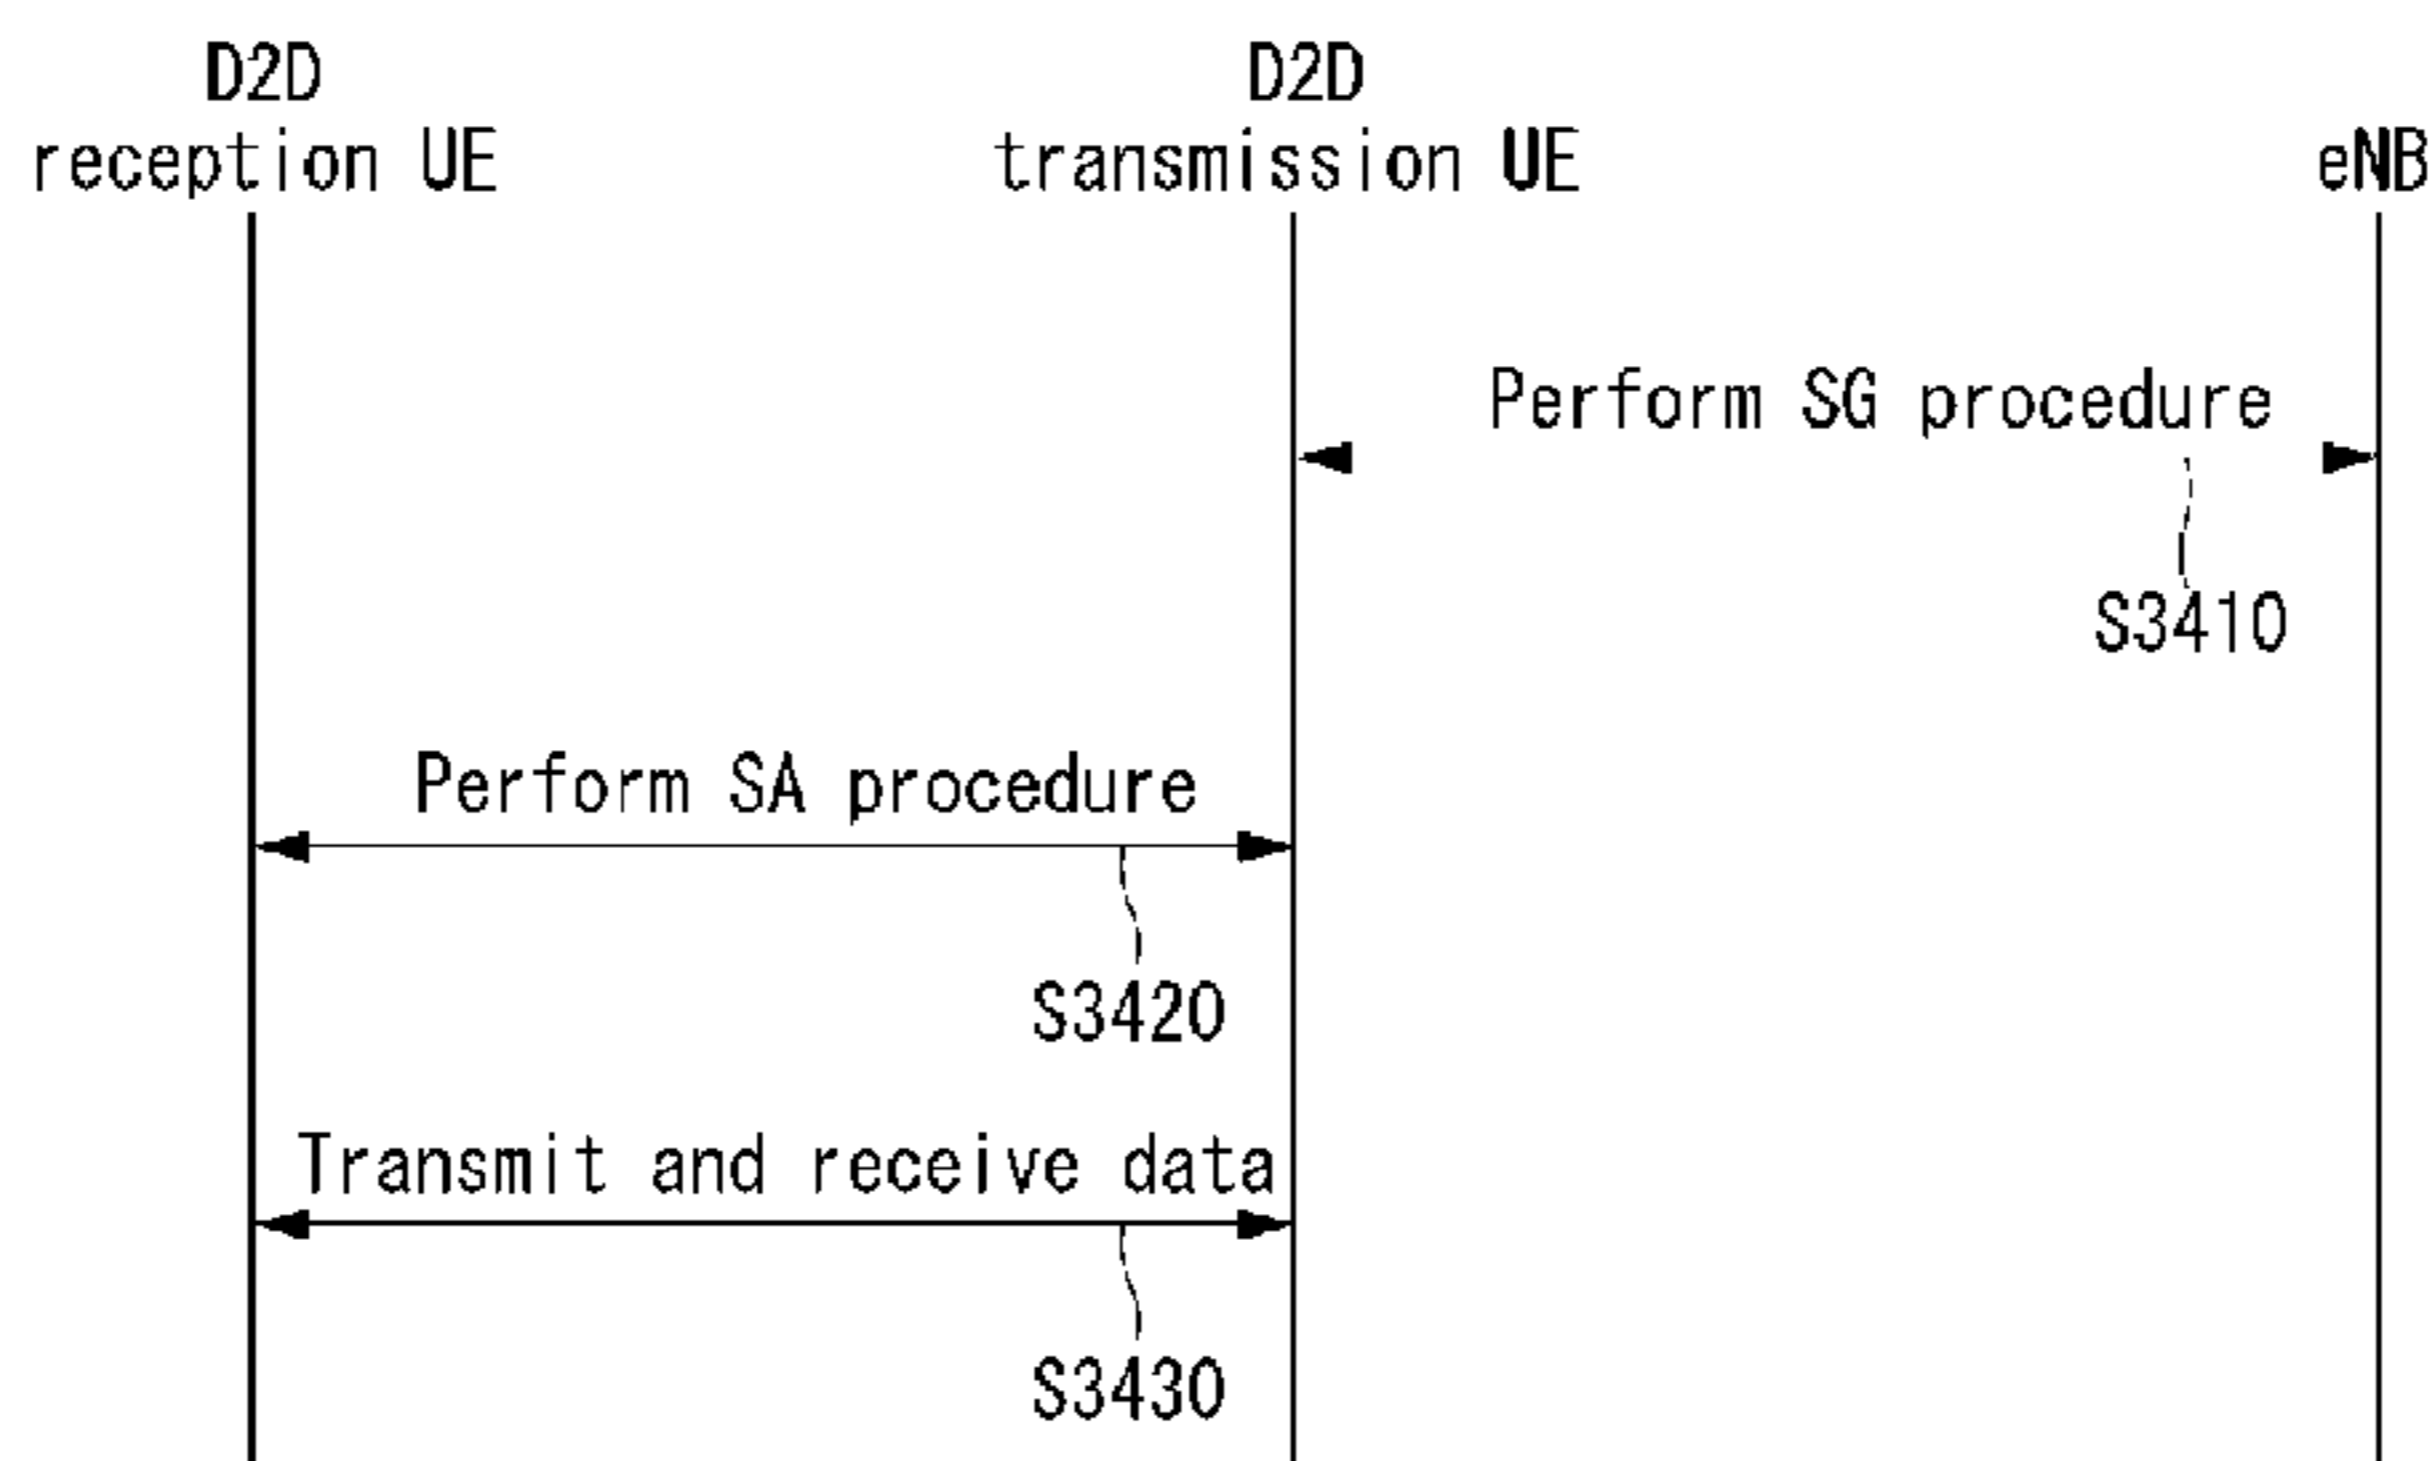 D2D
reception UE
D2D
transmission UE
eNB
Perform SG procedure
S3410
Perform SA procedure
S3420
Transmit and receive data
S3430